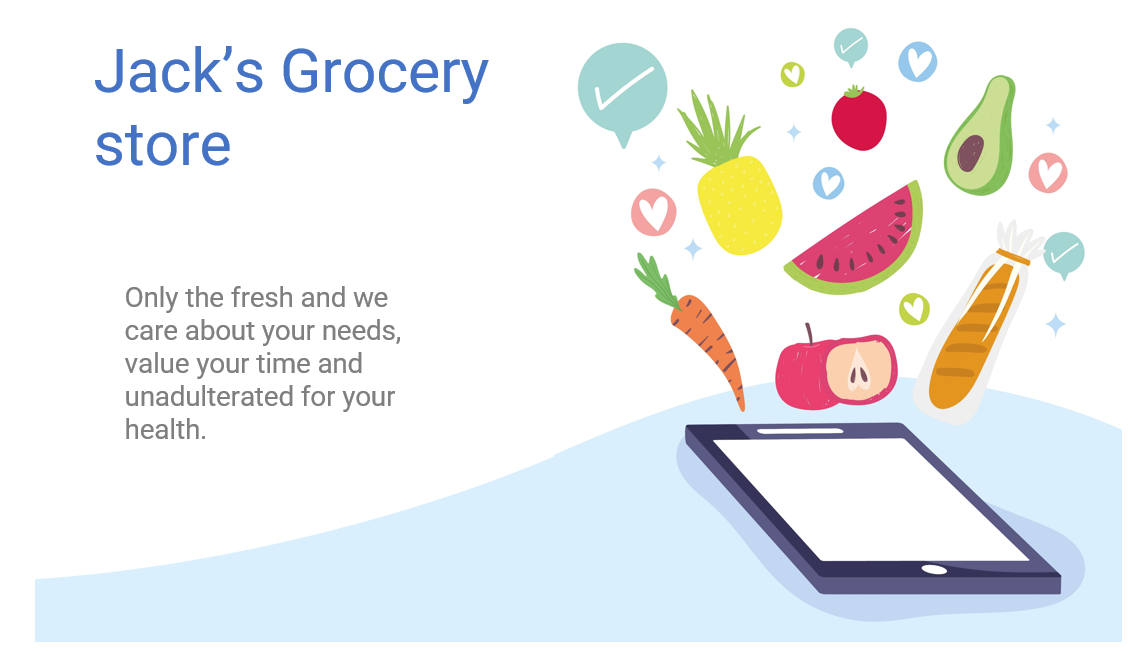 Jack’s Grocery
store
Only the fresh and we
care about your needs,
value your time and
unadulterated for your
health.